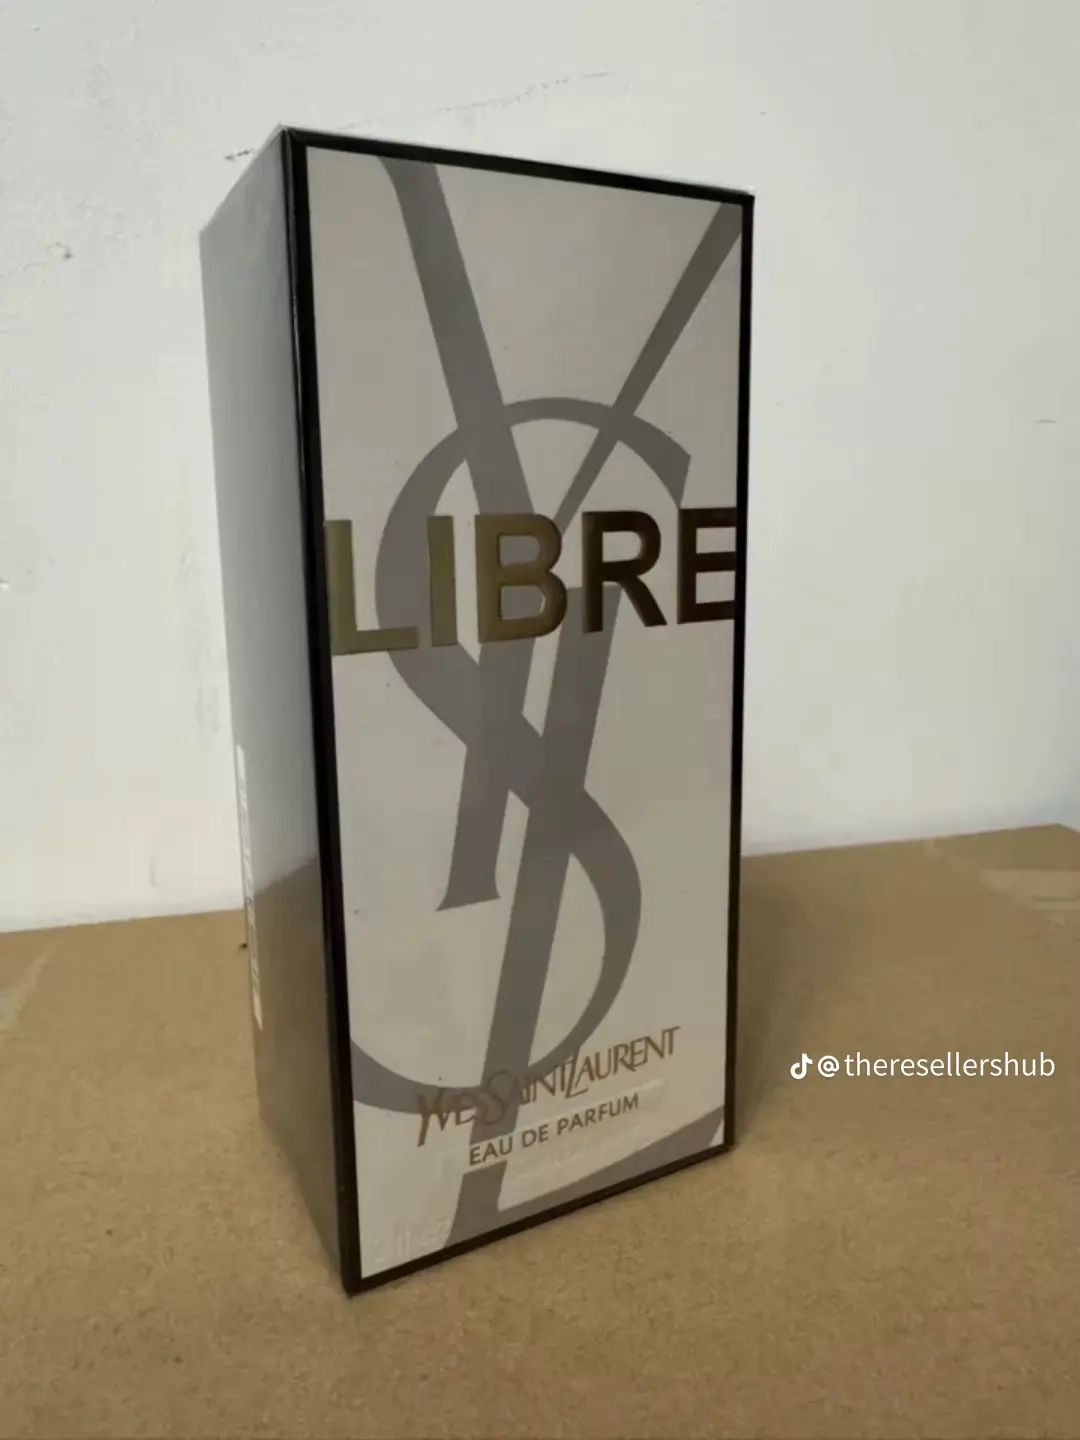 LIBRE
YVESSAINTLAURENT
EAU DE PARFUM
@theresellershub